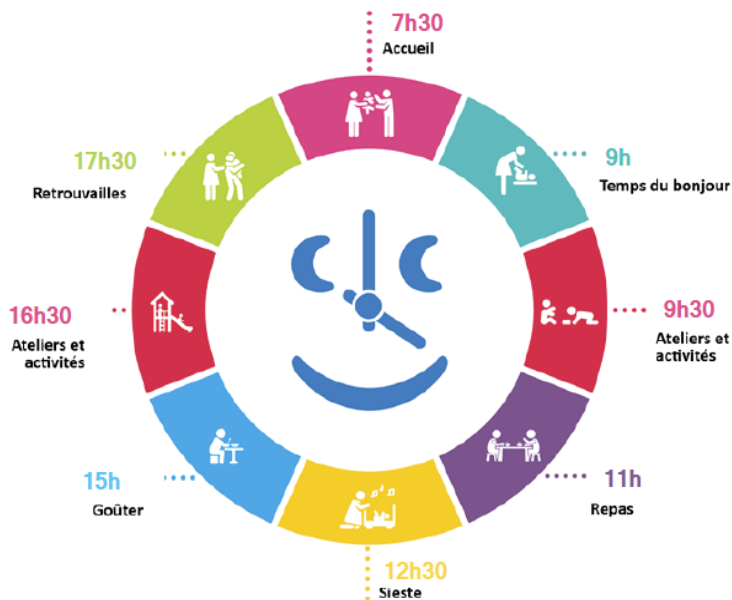 7h30
Accueil
9h
Temps du bonjour
9h30
Ateliers et
activités
11h
Repas
12h30
Sieste
15h
Goûter
16h30
Ateliers et
activités
17h30
Retrouvailles